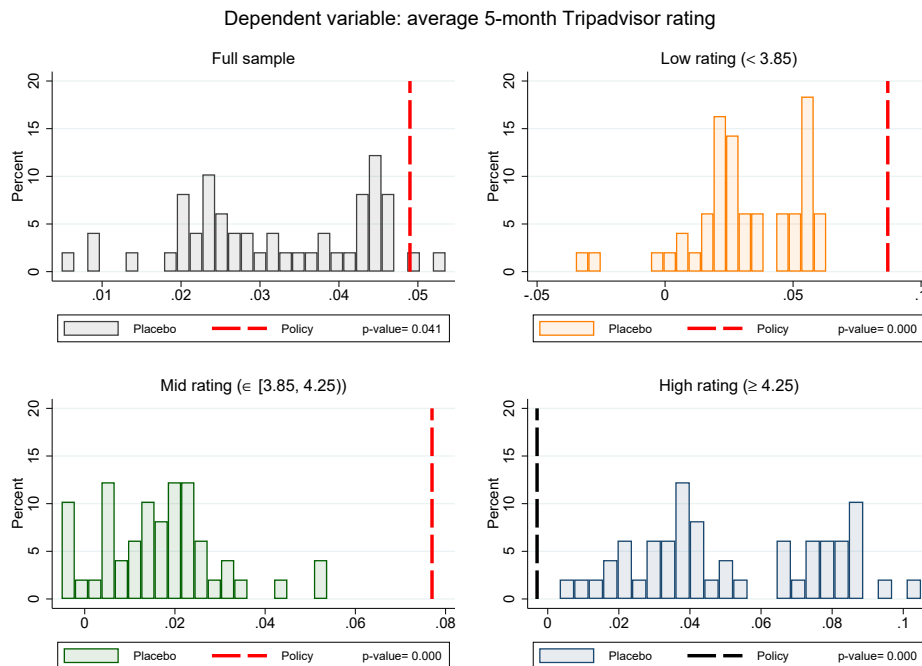 Dependent variable: average 5-month Tripadvisor rating
Full sample
Percent
20
15
10
5
0
.01 .02 .03 .04 .05
Placebo Policy p-value= 0.041
Low rating (< 3.85)
Percent
20
15
10
5
0
-.05 0 .05 .1
Placebo Policy p-value= 0.000
Mid rating (∈ [3.85, 4.25))
Percent
20
15
10
5
0
0 .02 .04 .06 .08
Placebo Policy p-value= 0.000
High rating (≥ 4.25)
Percent
20
15
10
5
0
0 .02 .04 .06 .08 .1
Placebo Policy p-value= 0.000